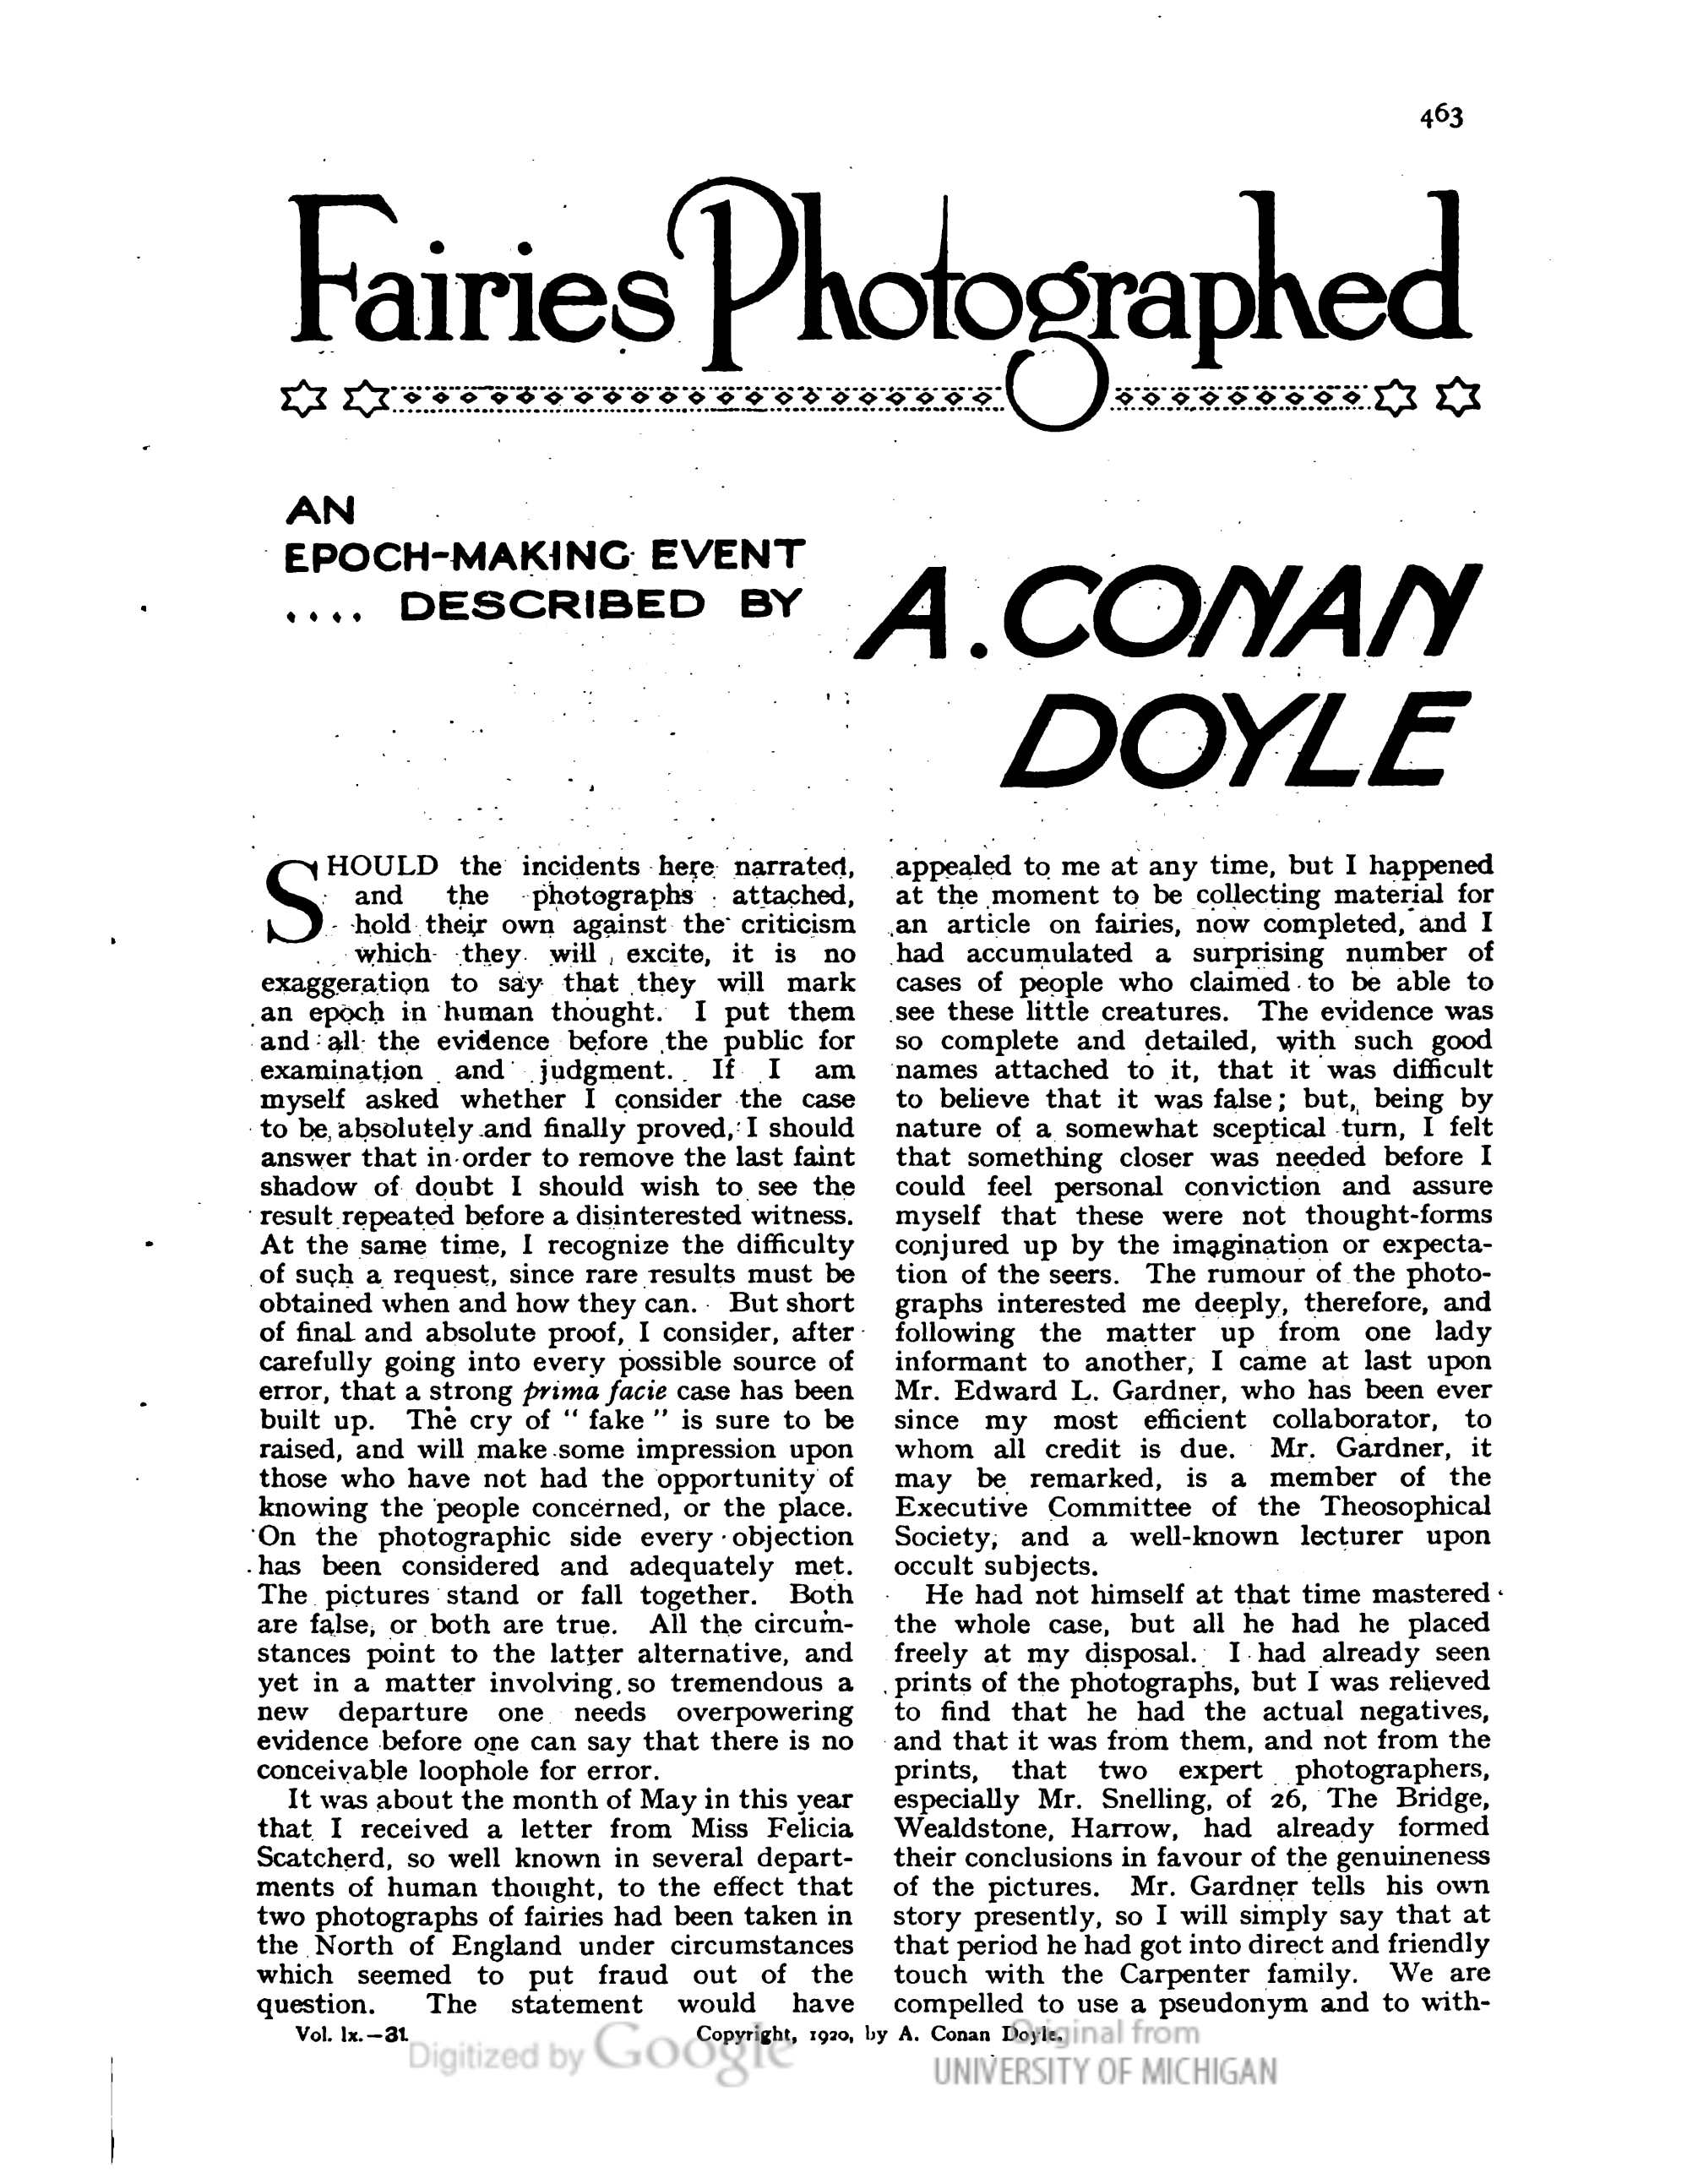 463
Fairies Photographed
AN
EPOCH-MAKING EVENT
.... DESCRIBED BY
A. CONAN
DOYLE
SHOULD the incidents here narrated,
and the photographs attached,
hold their own against the criticism
which they will excite, it is no
exaggeration to say that they will mark
an epoch in human thought. I put them
and all the evidence before the public for
examination and judgment. If I am
myself asked whether I consider the case
to be absolutely and finally proved, I should
answer that in order to remove the last faint
shadow of doubt I should wish to see the
result repeated before a disinterested witness.
At the same time, I recognize the difficulty
of such a request, since rare results must be
obtained when and how they can. But short
of final and absolute proof, I consider, after
carefully going into every possible source of
error, that a strong prima facie case has been
built up. The cry of " fake " is sure to be
raised, and will make some impression upon
those who have not had the opportunity of
knowing the people concerned, or the place.
On the photographic side every objection
has been considered and adequately met.
The pictures stand or fall together. Both
are false, or both are true. All the circum-
stances point to the latter alternative, and
yet in a matter involving so tremendous a
new departure one needs overpowering
evidence before one can say that there is no
conceivable loophole for error.
It was about the month of May in this year
that I received a letter from Miss Felicia
Scatcherd, so well known in several depart-
ments of human thought, to the effect that
two photographs of fairies had been taken in
the North of England under circumstances
which seemed to put fraud out of the
question. The statement would have
appealed to me at any time, but I happened
at the moment to be collecting material for
an article on fairies, now completed, and I
had accumulated a surprising number of
cases of people who claimed to be able to
see these little creatures. The evidence was
so complete and detailed, with such good
names attached to it, that it was difficult
to believe that it was false; but, being by
nature of a somewhat sceptical turn, I felt
that something closer was needed before I
could feel personal conviction and assure
myself that these were not thought-forms
conjured up by the imagination or expecta-
tion of the seers. The rumour of the photo-
graphs interested me deeply, therefore, and
following the matter up from one lady
informant to another, I came at last upon
Mr. Edward L. Gardner, who has been ever
since my most efficient collaborator, to
whom all credit is due. Mr. Gardner, it
may be remarked, is a member of the
Executive Committee of the Theosophical
Society, and a well-known lecturer upon
occult subjects.
He had not himself at that time mastered
the whole case, but all he had he placed
freely at my disposal. I had already seen
prints of the photographs, but I was relieved
to find that he had the actual negatives,
and that it was from them, and not from the
prints, that two expert photographers,
especially Mr. Snelling, of 26, The Bridge,
Wealdstone, Harrow, had already formed
their conclusions in favour of the genuineness
of the pictures. Mr. Gardner tells his own
story presently, so I will simply say that at
that period he had got into direct and friendly
touch with the Carpenter family. We are
compelled to use a pseudonym and to with-
Vol. lx.—31.
Copyright, 1920, by A. Conan Doyle.
Digitized by Google
Original from
UNIVERSITY OF MICHIGAN